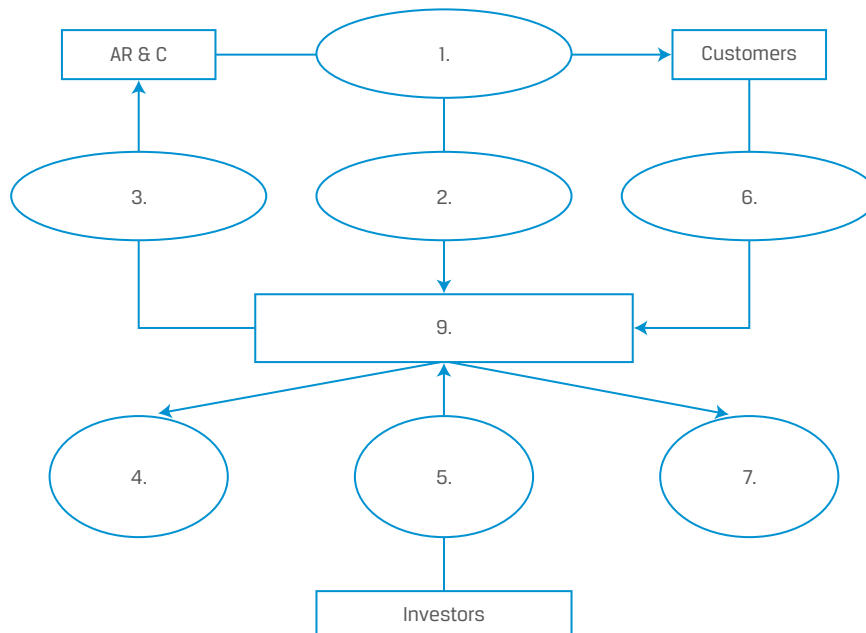 AR & C
1.
Customers
3.
2.
6.
9.
4.
5.
7.
Investors